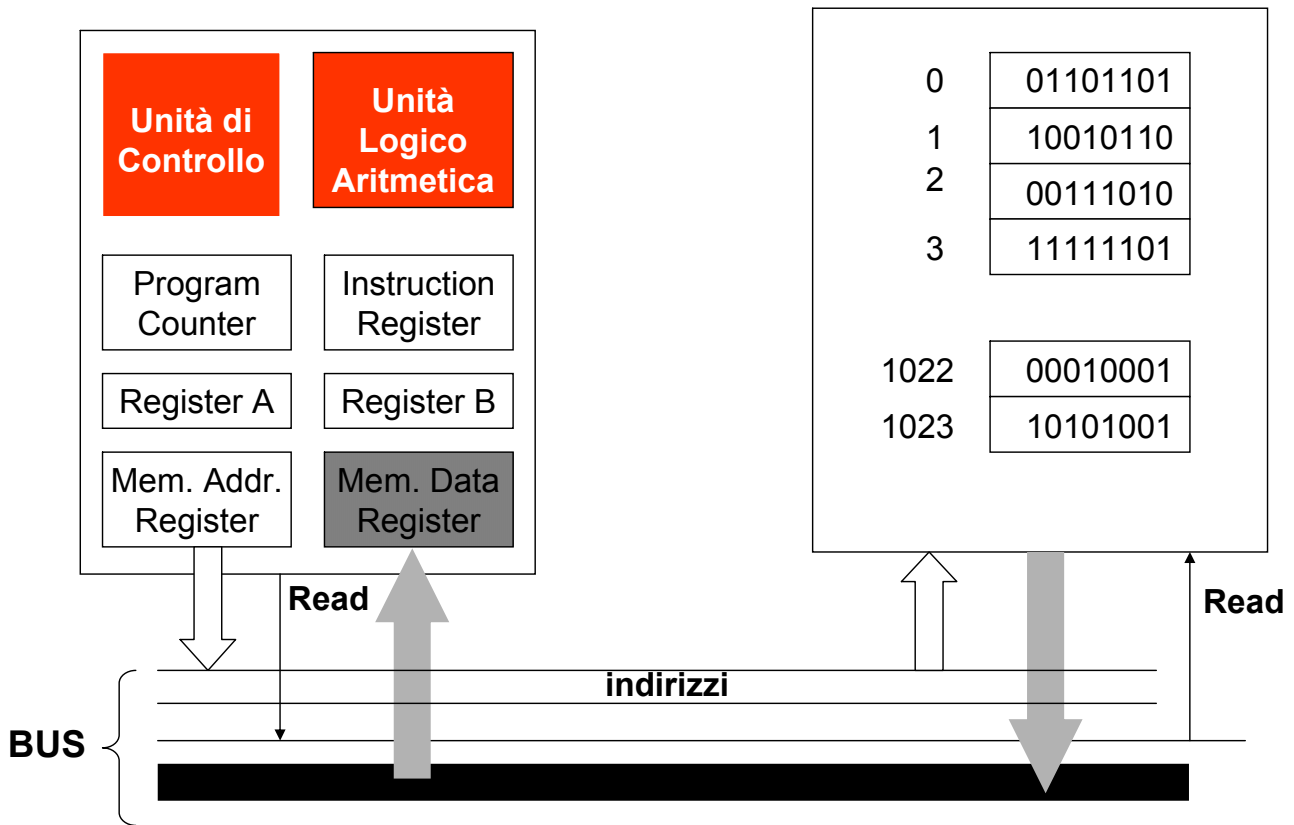 Unità di
Controllo
Unità
Logico
Aritmetica
Program
Counter
Instruction
Register
Register A
Register B
Mem. Addr.
Register
Mem. Data
Register
0 01101101
1 10010110
2 00111010
3 11111101
1022 00010001
1023 10101001
Read
Read
indirizzi
BUS